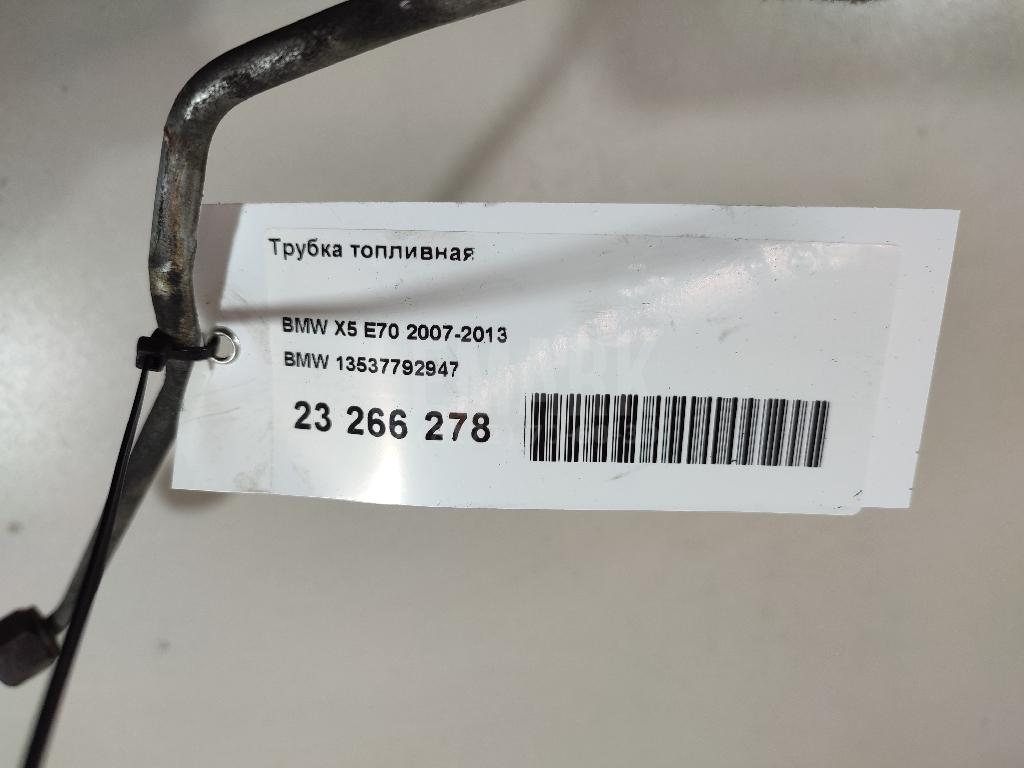 Трубка топливная
BMW X5 E70 2007-2013
BMW 13537792947
23 266 278